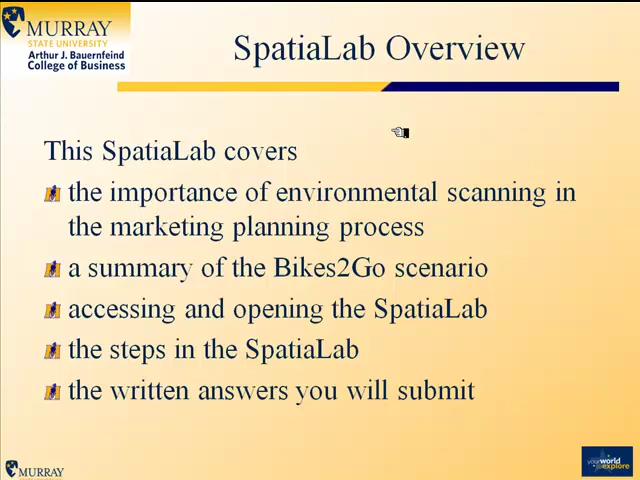 MURRAY
STATE UNIVERSITY
Arthur J. Bauernfeind
College of Business
SpatiaLab Overview
This SpatiaLab covers
the importance of environmental scanning in
the marketing planning process
a summary of the Bikes2Go scenario
accessing and opening the SpatiaLab
the steps in the SpatiaLab
the written answers you will submit
MURRAY
your world
to explore